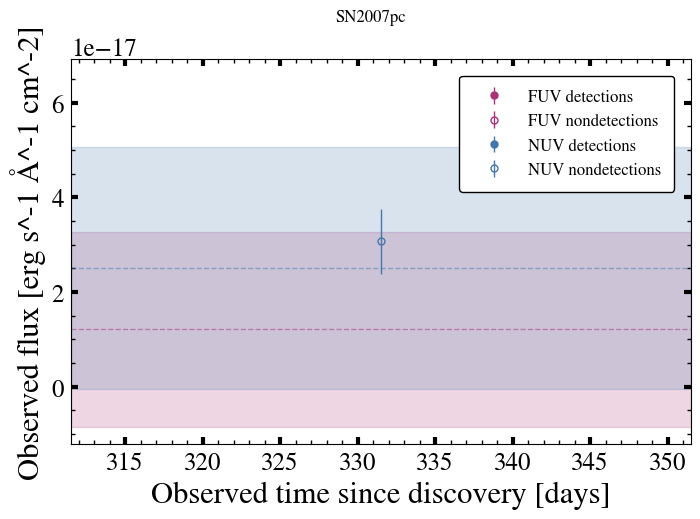 SN2007pc
1e−17
6
4
2
0
Observed flux [erg s^-1 Å^-1 cm^-2]
FUV detections
FUV nondetections
NUV detections
NUV nondetections
315 320 325 330 335 340 345 350
Observed time since discovery [days]